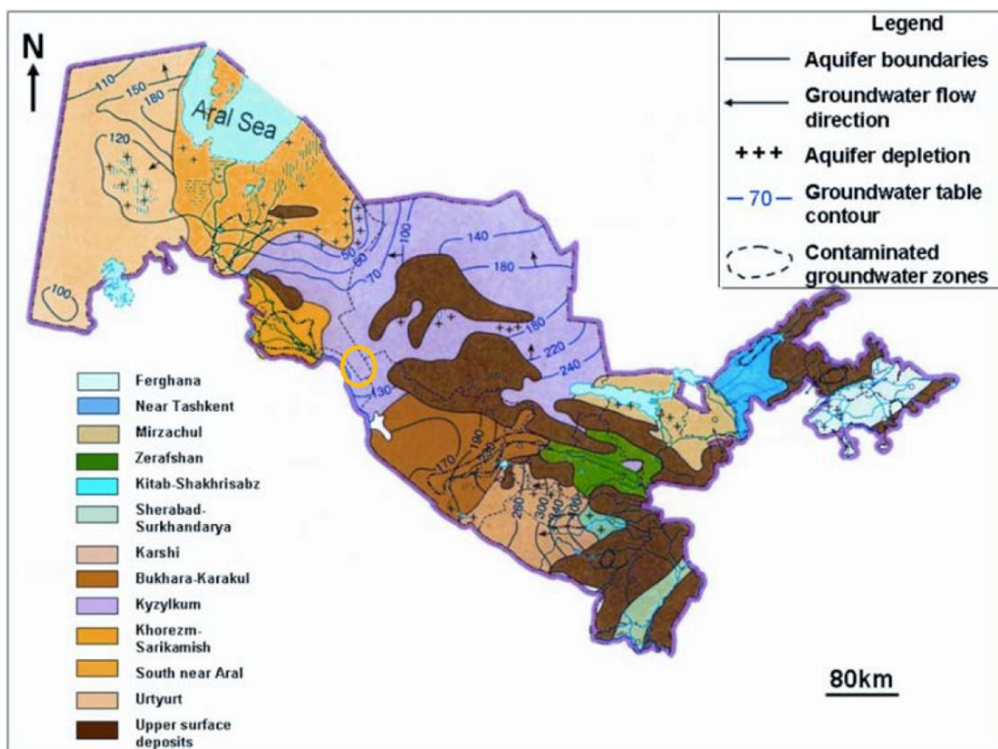 N
Aral Sea
110
150
180
120
100
50
60
70
100
140
180
180
220
240
130
190
200
170
280
300
Legend
Aquifer boundaries
Groundwater flow
direction
+++ Aquifer depletion
70 Groundwater table
contour
Contaminated
groundwater zones
Ferghana
Near Tashkent
Mirzachul
Zerafshan
Kitab-Shakhrisabz
Sherabad-
Surkhandarya
Karshi
Bukhara-Karakul
Kyzylkum
Khorezm-
Sarikamish
South near Aral
Urtyurt
Upper surface
deposits
80km